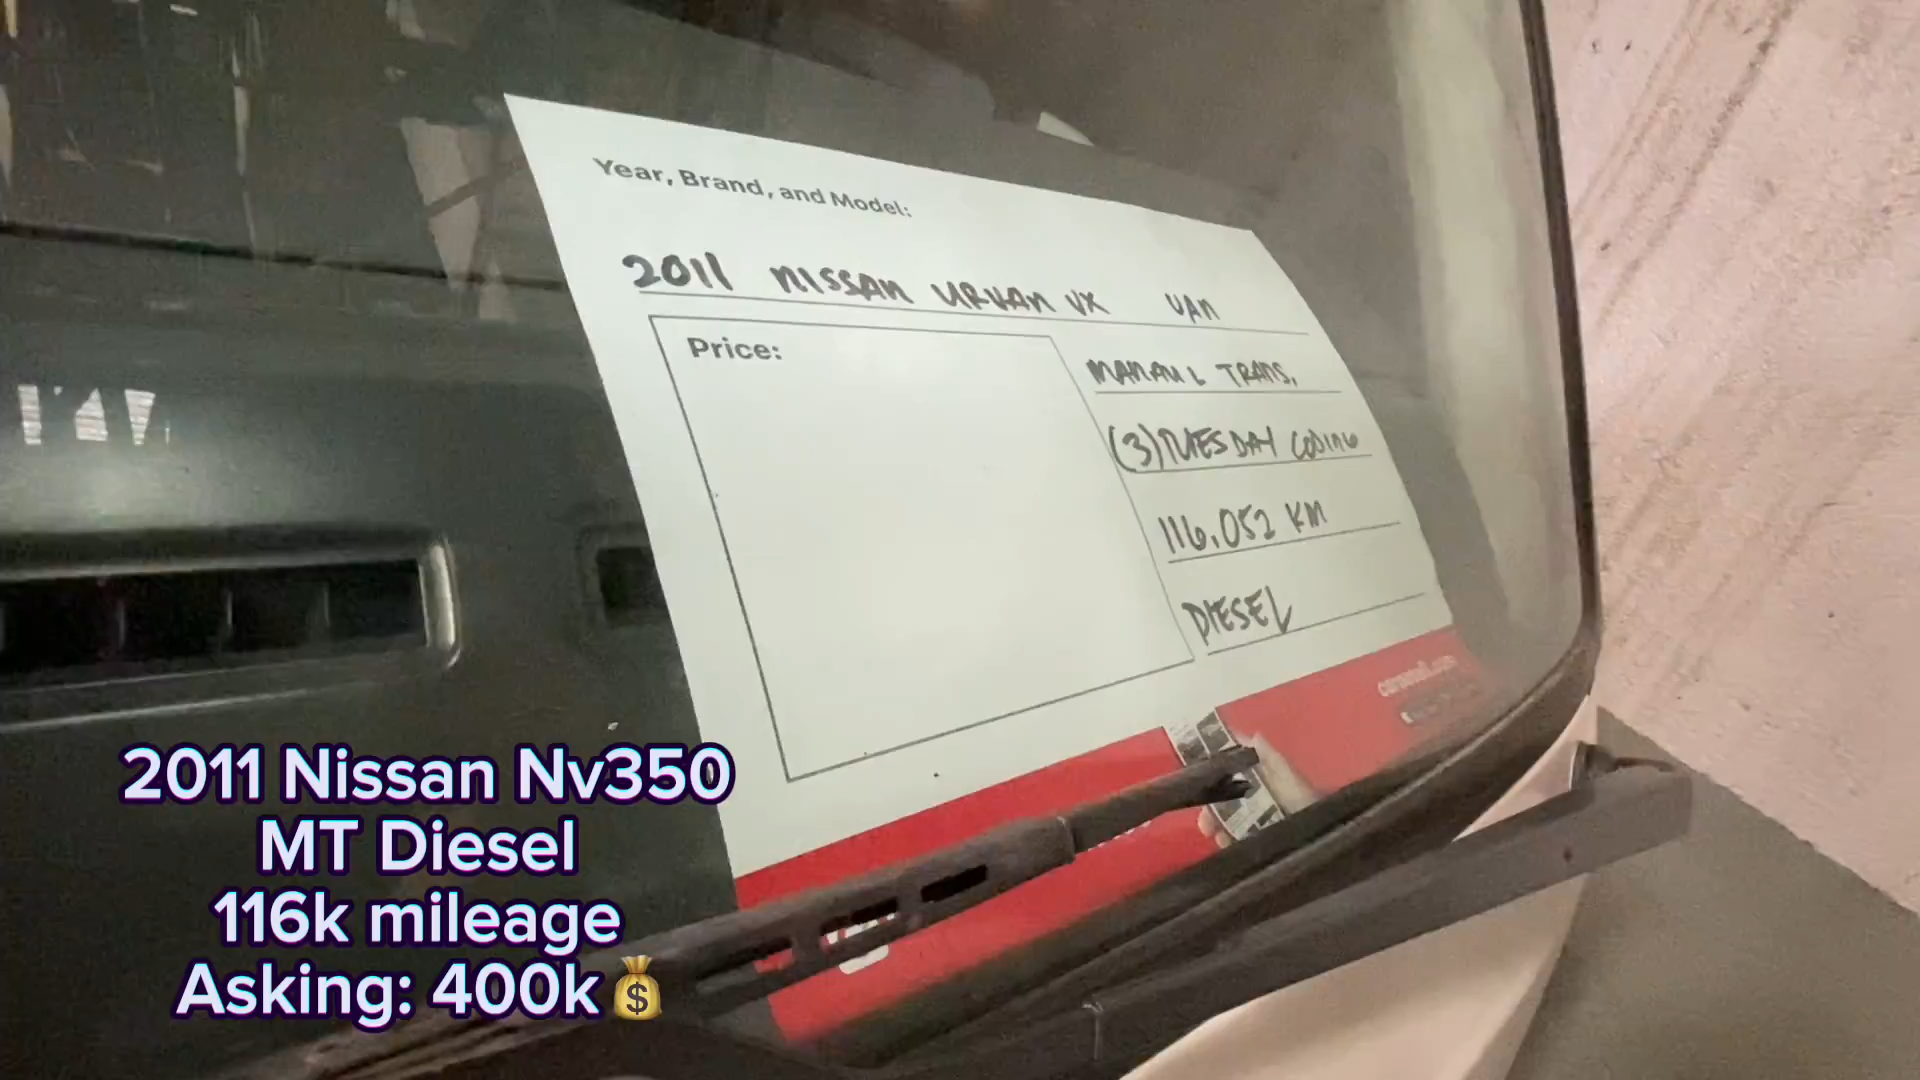 Year, Brand, and Model:
2011 NISSAN URVAN VX VAN
Price:
MANAUL TRANS.
(3) TUESDAY CODING
116,052 KM
DIESEL
2011 Nissan Nv350
MT Diesel
116k mileage
Asking: 400k💰